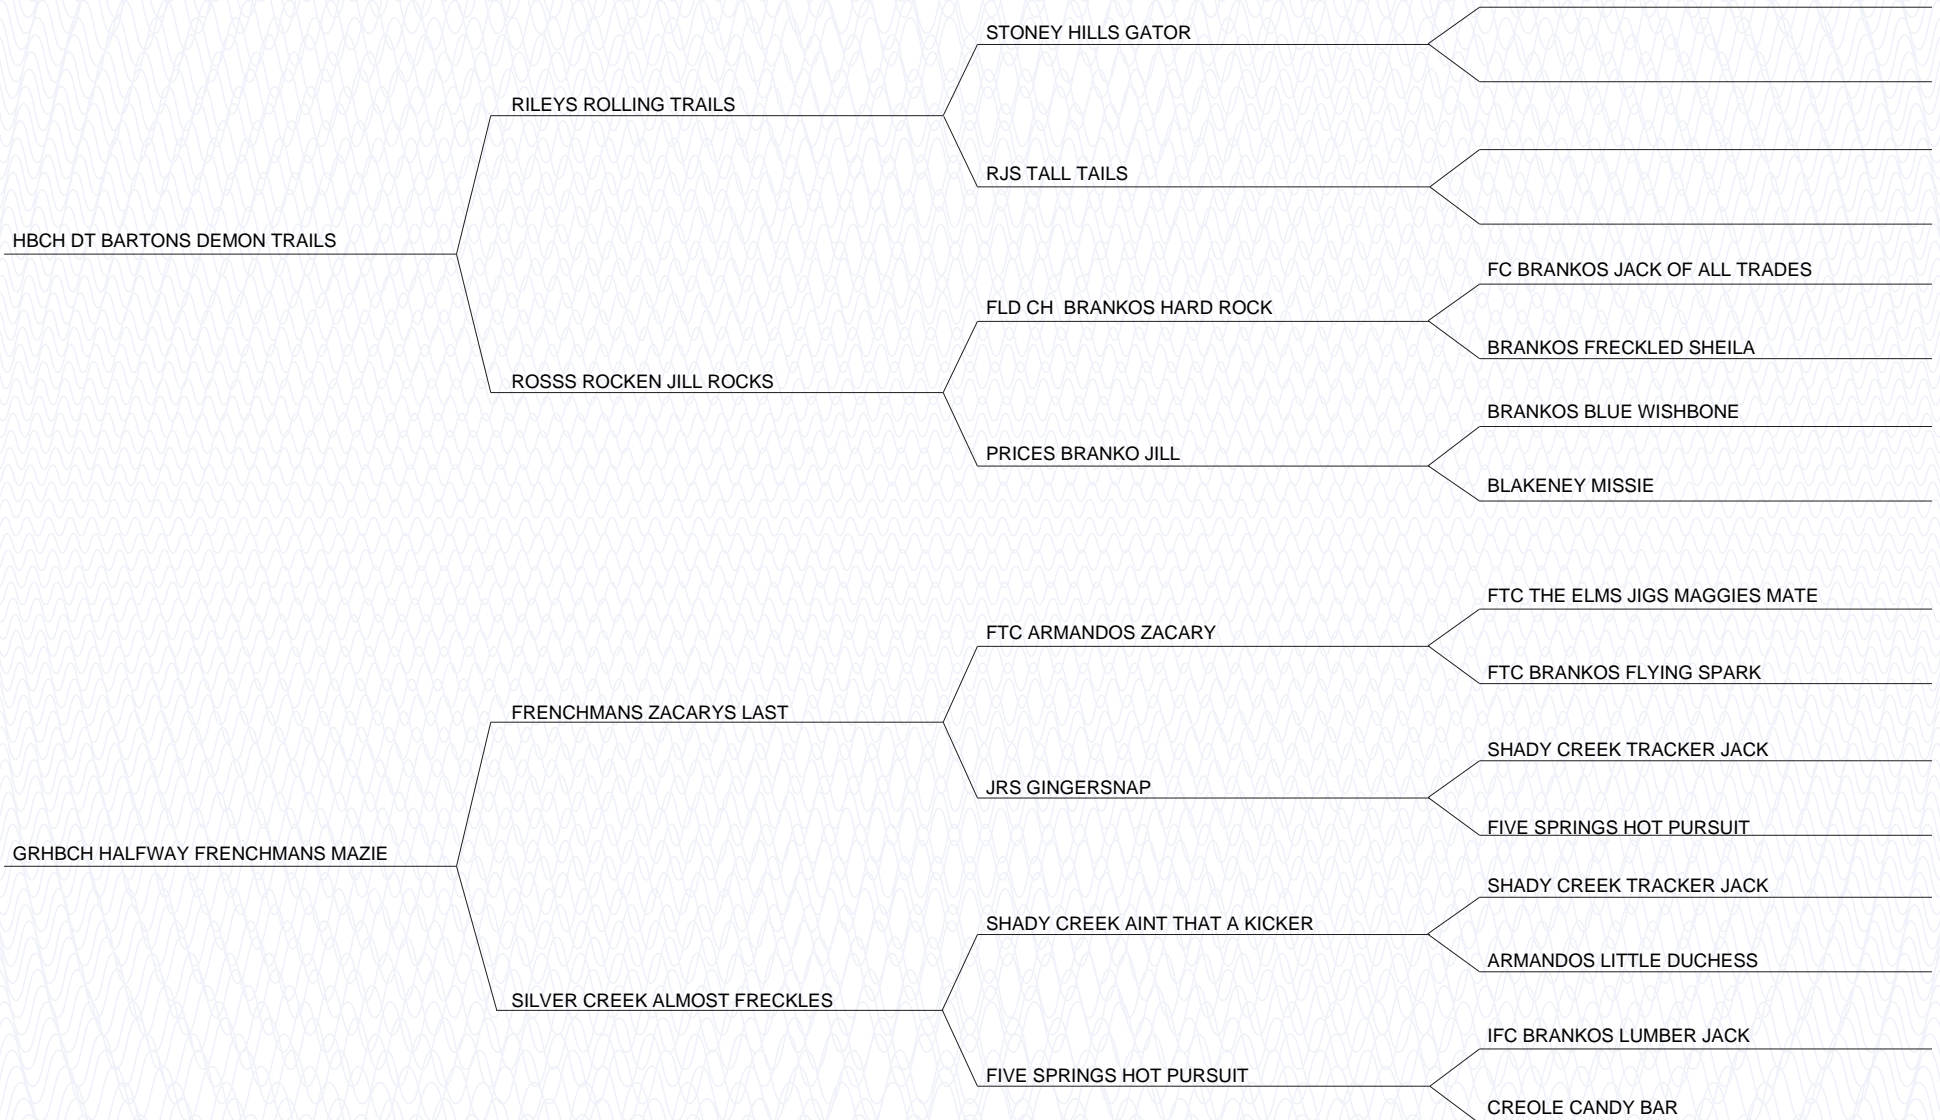 HBCH DT BARTONS DEMON TRAILS
RILEYS ROLLING TRAILS
STONEY HILLS GATOR
RJS TALL TAILS
ROSSS ROCKEN JILL ROCKS
FLD CH  BRANKOS HARD ROCK
FC BRANKOS JACK OF ALL TRADES
BRANKOS FRECKLED SHEILA
PRICES BRANKO JILL
BRANKOS BLUE WISHBONE
BLAKENEY MISSIE
GRHBCH HALFWAY FRENCHMANS MAZIE
FRENCHMANS ZACARYS LAST
FTC ARMANDOS ZACARY
FTC THE ELMS JIGS MAGGIES MATE
FTC BRANKOS FLYING SPARK
JRS GINGERSNAP
SHADY CREEK TRACKER JACK
FIVE SPRINGS HOT PURSUIT
SILVER CREEK ALMOST FRECKLES
SHADY CREEK AINT THAT A KICKER
SHADY CREEK TRACKER JACK
ARMANDOS LITTLE DUCHESS
FIVE SPRINGS HOT PURSUIT
IFC BRANKOS LUMBER JACK
CREOLE CANDY BAR